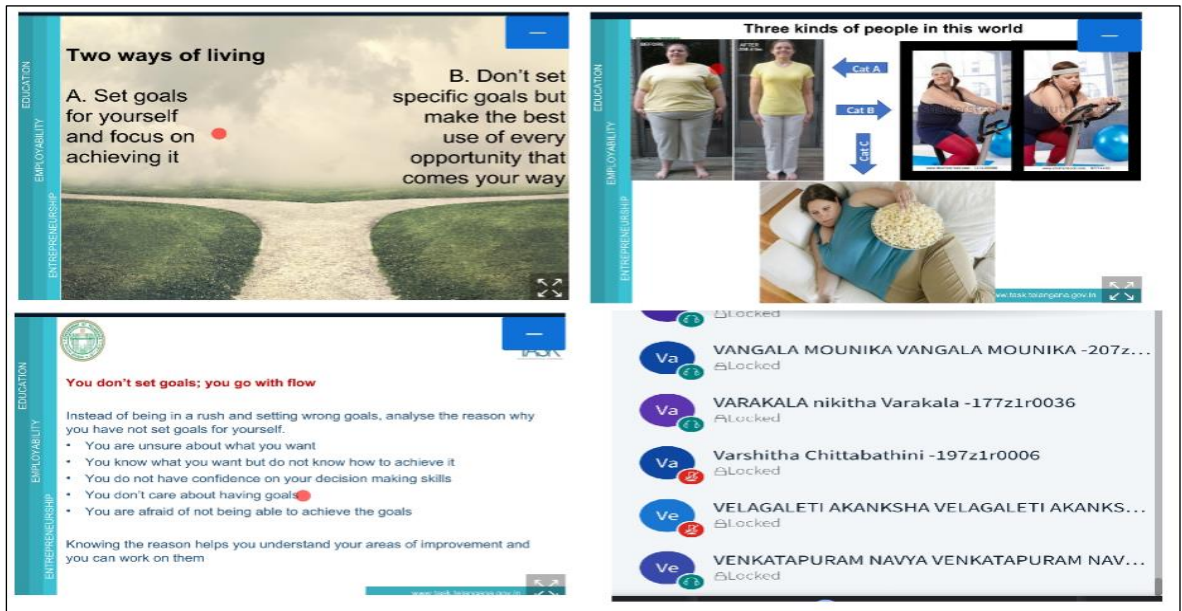 Two ways of living
A. Set goals
for yourself
and focus on
achieving it
B. Don't set
specific goals but
make the best
use of every
opportunity that
comes your way
EDUCATION
EMPLOYABILITY
ENTREPRENEURSHIP
Three kinds of people in this world
BEFORE
AFTER
Cat A
Cat B
Cat C
EDUCATION
EMPLOYABILITY
ENTREPRENEURSHIP
www.task.telangana.gov.in
TASK
You don't set goals; you go with flow
Instead of being in a rush and setting wrong goals, analyse the reason why
you have not set goals for yourself.
• You are unsure about what you want
• You know what you want but do not know how to achieve it
• You do not have confidence on your decision making skills
• You don't care about having goals
• You are afraid of not being able to achieve the goals
Knowing the reason helps you understand your areas of improvement and
you can work on them
EDUCATION
EMPLOYABILITY
ENTREPRENEURSHIP
www.task.telangana.gov.in
Locked
Va
VANGALA MOUNIKA VANGALA MOUNIKA -207z...
Locked
Va
VARAKALA nikitha Varakala -177z1r0036
Locked
Va
Varshitha Chittabathini -197z1r0006
Locked
Ve
VELAGALETI AKANKSHA VELAGALETI AKANKS...
Locked
Ve
VENKATAPURAM NAVYA VENKATAPURAM NAV...
Locked